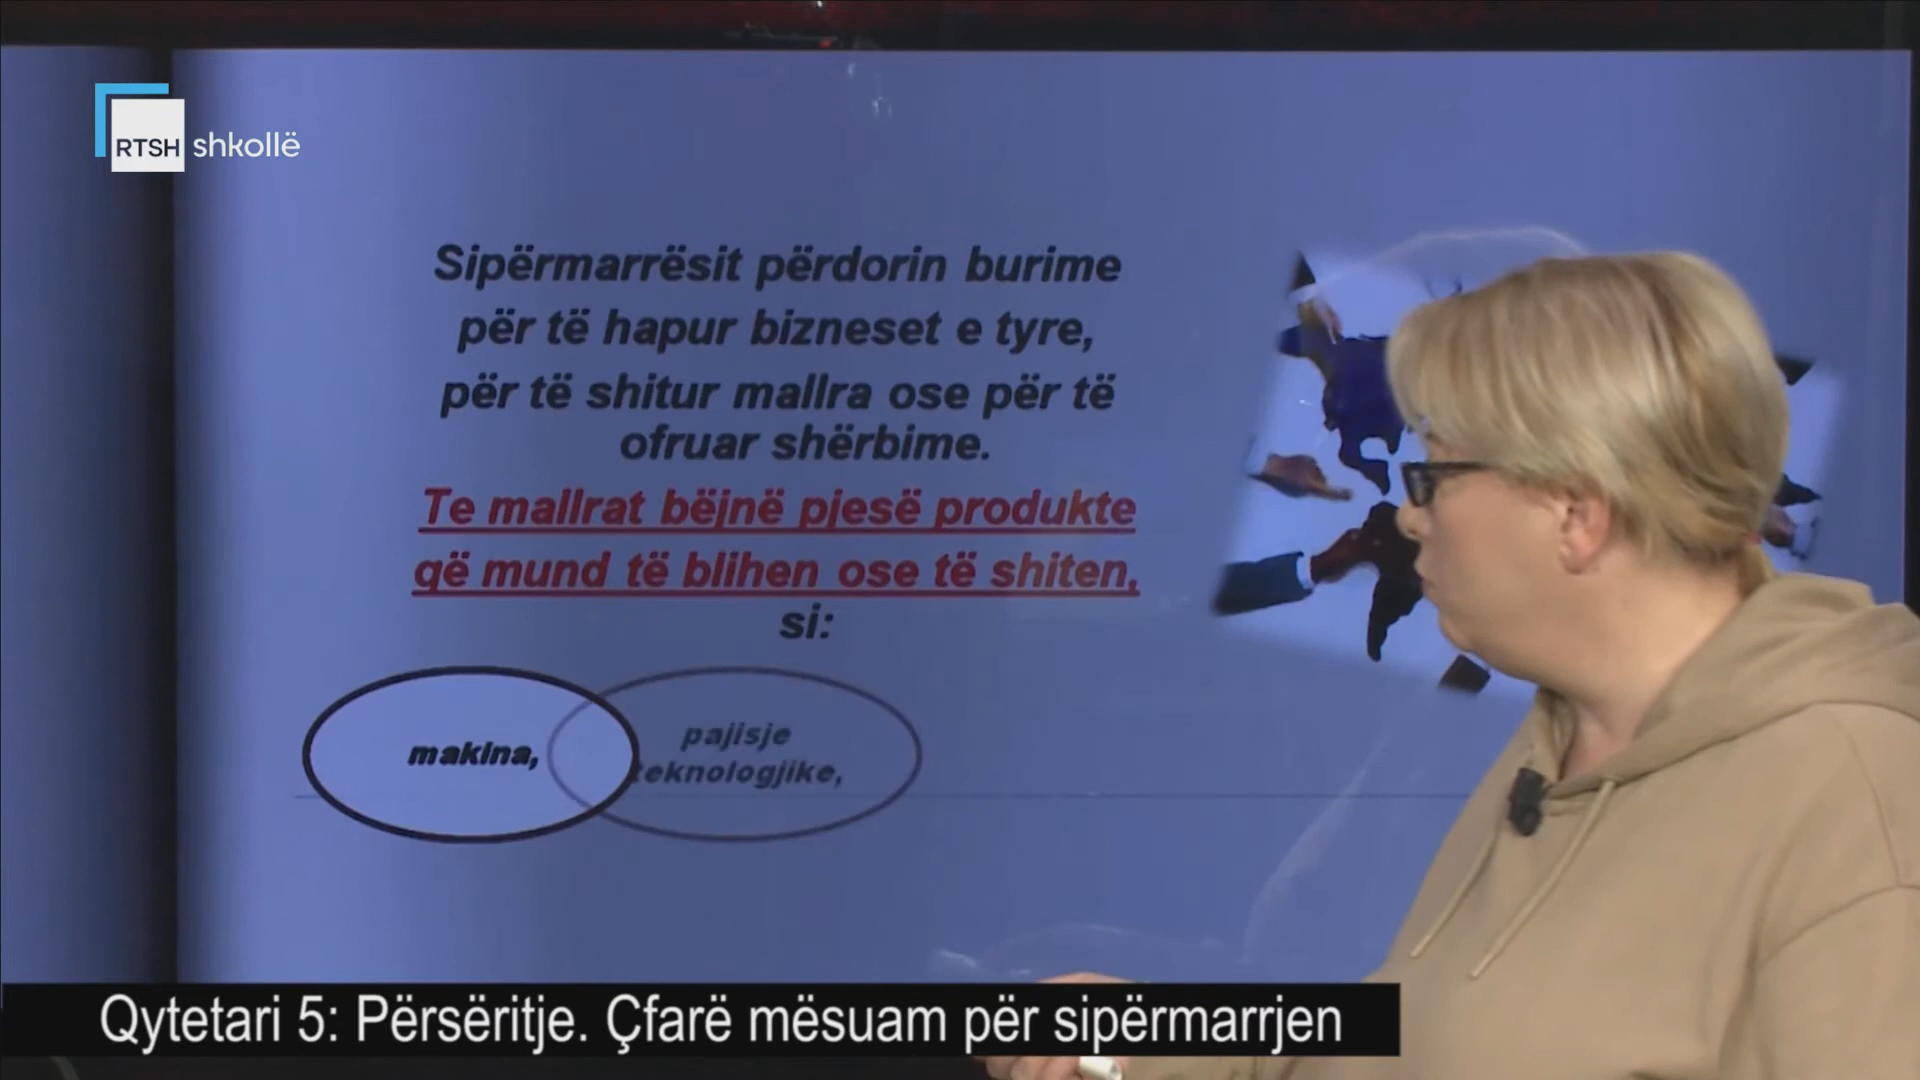 RTSH shkollë
Sipërmarrësit përdorin burime
për të hapur bizneset e tyre,
për të shitur mallra ose për të
ofruar shërbime.
Te mallrat bëjnë pjesë produkte
që mund të blihen ose të shiten,
si:
makina,
pajisje
teknologjike,
Qytetari 5: Përsëritje. Çfarë mësuam për sipërmarrjen